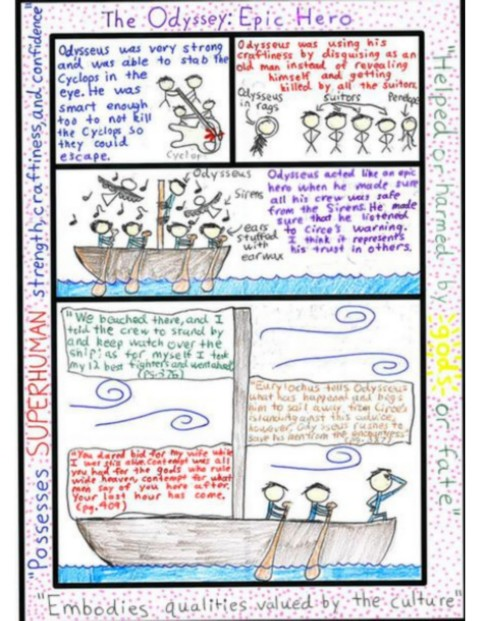 The Odyssey: Epic Hero
"Possesses SUPERHUMAN strength, craftiness, and confidence"
Odysseus was very strong
and was able to stab the
Cyclops in the
eye. He was
smart enough
too to not kill
the Cyclops so
they could
escape.
Cyclops
Odysseus was using his
craftiness by disguising as an
old man instead of revealing
himself and getting
killed by all the suitors.
Odysseus
in rags
suitors
Penelope
Odysseus
Sirens
ears
stuffed
with
ear wax
Odysseus acted like an epic
hero when he made sure
all his crew was safe
from the Sirens. He made
sure that he listened
to Circe's warning.
I think it represents
his trust in others.
"We beached there, and I
told the crew to stand by
and keep watch over the
ship; as for myself I took
my 12 best fighters and went ahead."
"Eurylochus tells Odysseus
what has happened and begs
him to sail away from Circe's
island. Against this advice,
however, Odysseus rushes to
save his men from the enchantress."
"You dared bid for my wife while
I was still alive. Contempt was all
you had for the gods who rule
wide heaven, contempt for what
men say of you here after.
Your last hour has come.
(pg. 909)
"Helped or harmed by gods or fate"
"Embodies qualities valued by the culture"